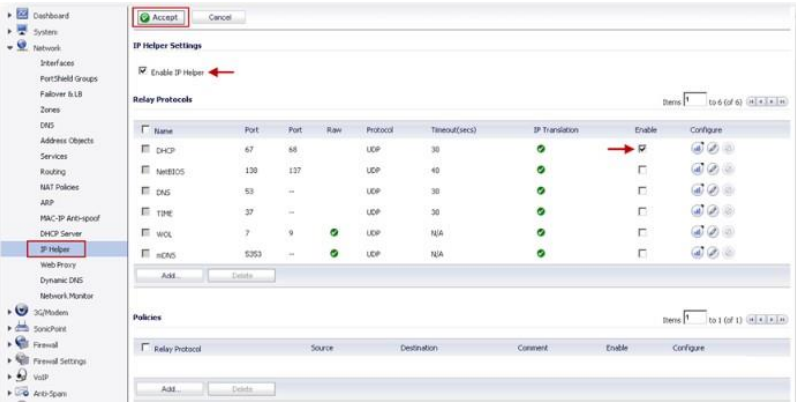 Dashboard
System
Network
Interfaces
PortShield Groups
Failover & LB
Zones
DNS
Address Objects
Services
Routing
NAT Policies
ARP
MAC-IP Anti-spoof
DHCP Server
IP Helper
Web Proxy
Dynamic DNS
Network Monitor
3G/Modem
SonicPoint
Firewall
Firewall Settings
VoIP
Anti-Spam
Accept Cancel
IP Helper Settings
Enable IP Helper
Relay Protocols Items 1 to 6 (of 6)
Name Port Port Raw Protocol Timeout(secs) IP Translation Enable Configure
DHCP 67 68 UDP 30
NetBIOS 138 137 UDP 40
DNS 53 -- UDP 30
TIME 37 -- UDP 30
WOL 7 9 UDP N/A
mDNS 5353 -- UDP N/A
Add... Delete
Policies Items 1 to 1 (of 1)
Relay Protocol Source Destination Comment Enable Configure
Add... Delete